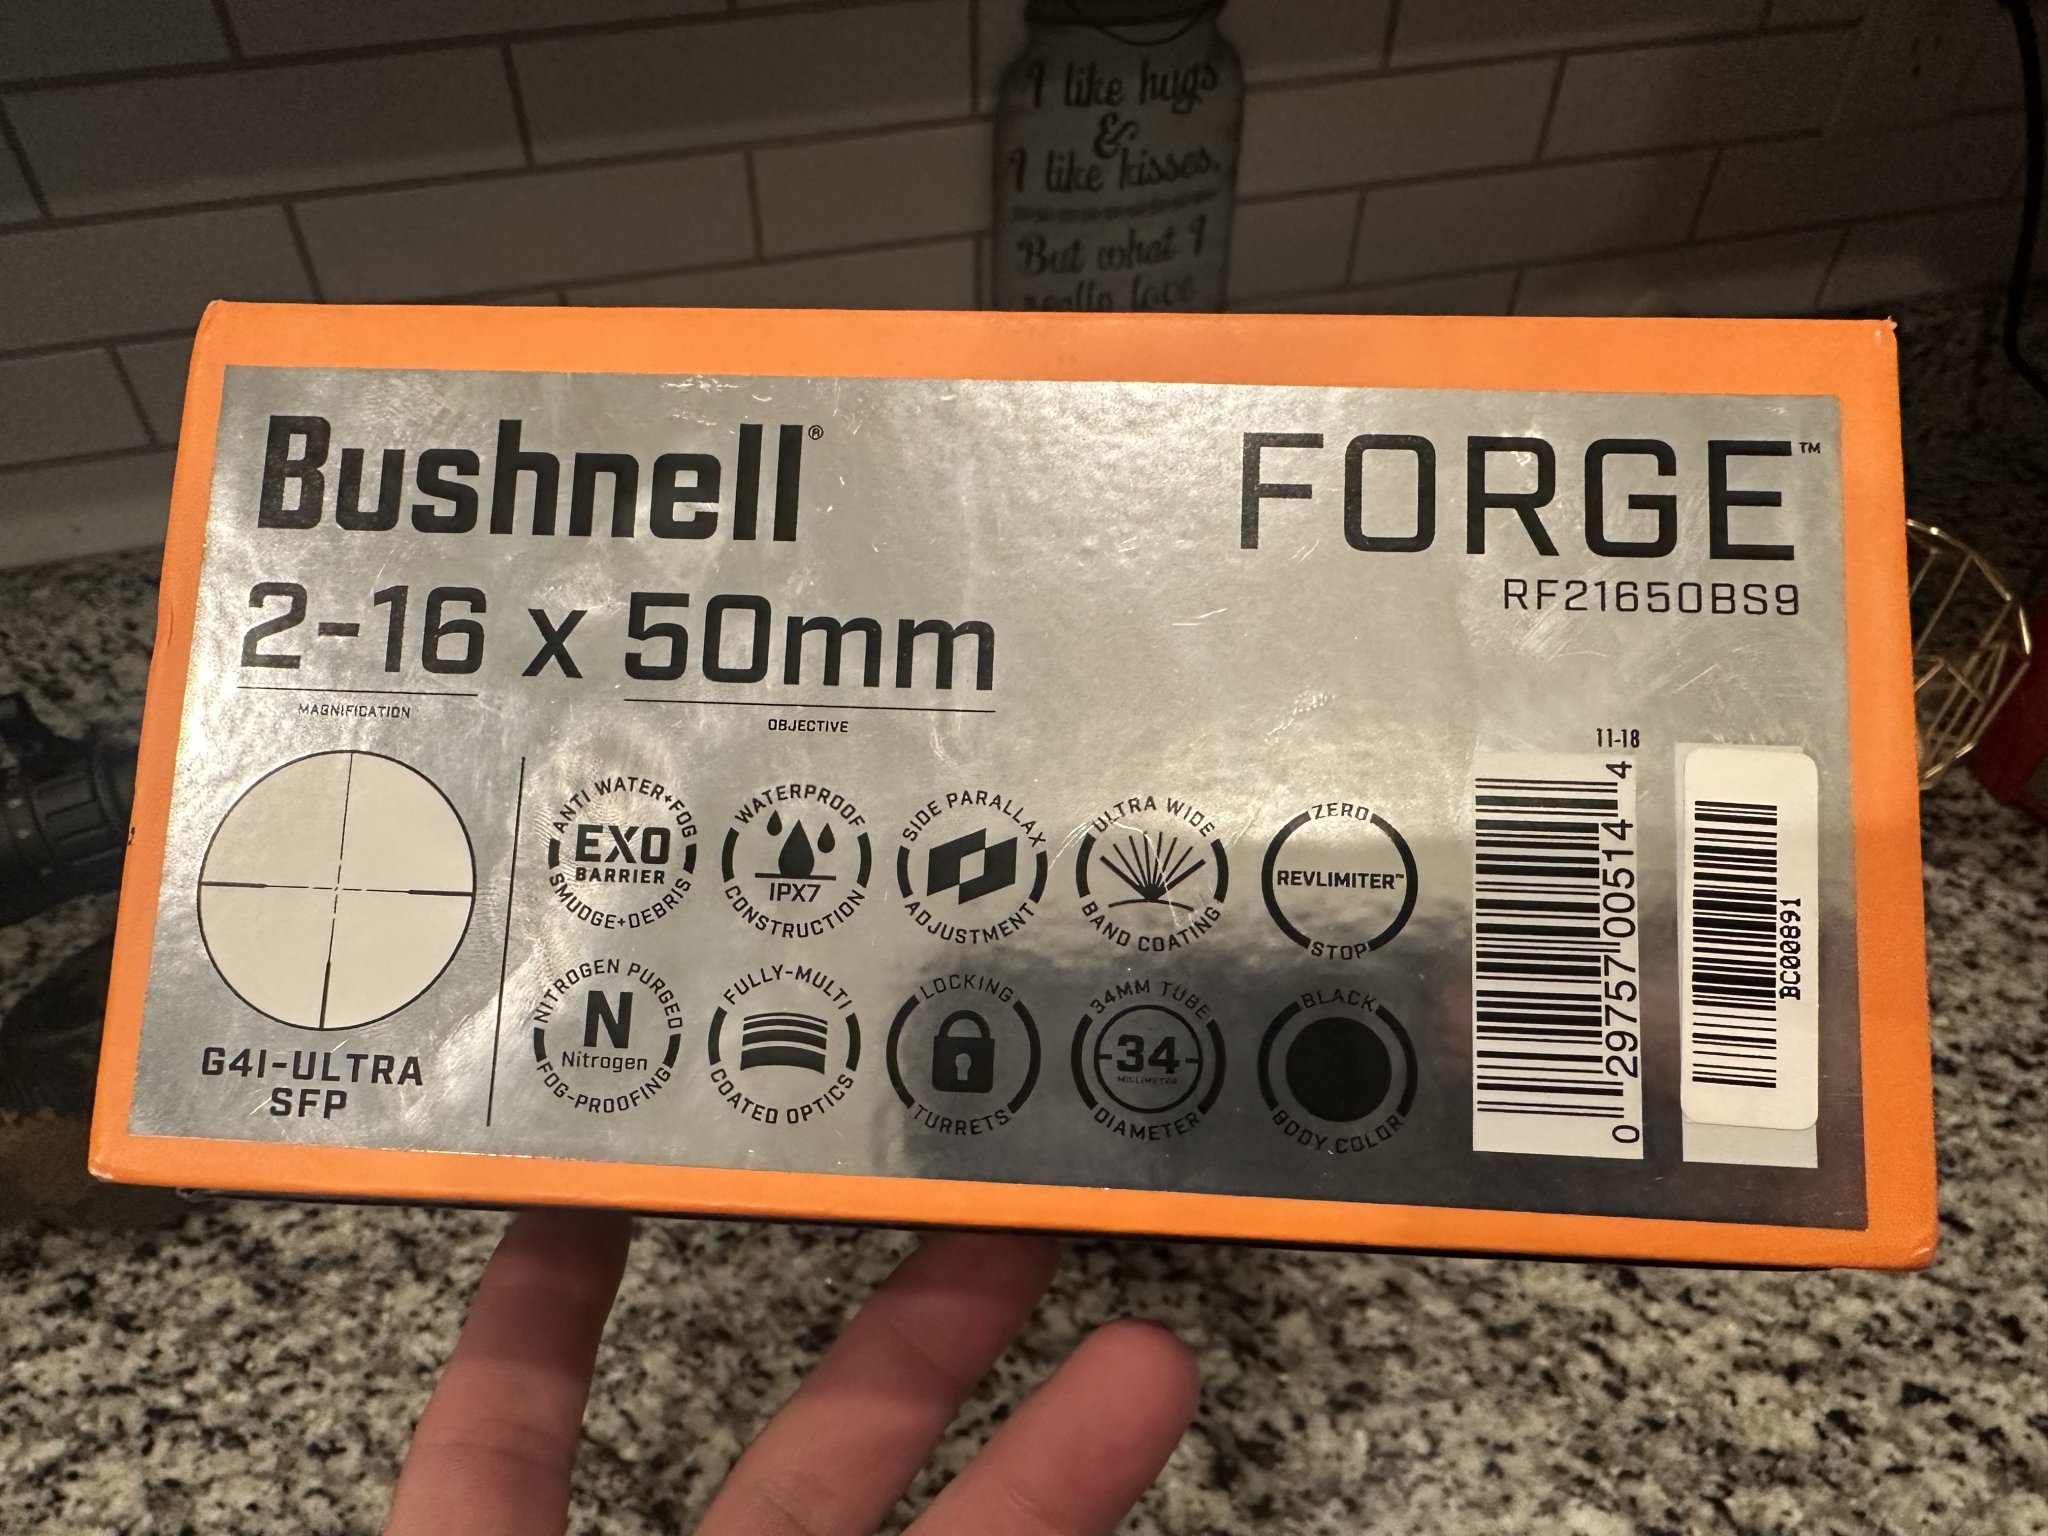 I like hugs
&
I like kisses.
But what I
really love
Bushnell®
FORGE™
RF21650BS9
2-16 x 50mm
MAGNIFICATION
OBJECTIVE
G4I-ULTRA
SFP
ANTI WATER+FOG
EXO
BARRIER
SMUDGE+DEBRIS
WATERPROOF
IPX7
CONSTRUCTION
SIDE PARALLAX
ADJUSTMENT
ULTRA WIDE
BAND COATING
ZERO
REVLIMITER™
STOP
NITROGEN PURGED
N
Nitrogen
FOG-PROOFING
FULLY-MULTI
COATED OPTICS
LOCKING
TURRETS
34MM TUBE
34
MILLIMETER
DIAMETER
BLACK
BODY COLOR
11-18
0 29757 00514 4
BC00891